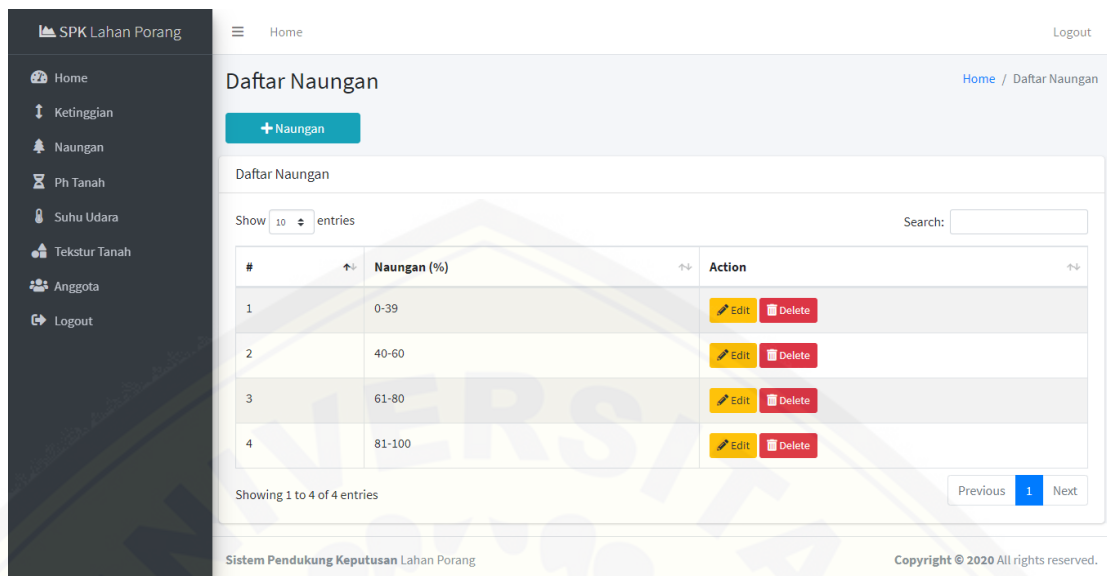 SPK Lahan Porang
Home
Logout
Home
Ketinggian
Naungan
Ph Tanah
Suhu Udara
Tekstur Tanah
Anggota
Logout
Daftar Naungan
Home / Daftar Naungan
+Naungan
Daftar Naungan
Show 10 entries
Search:
# Naungan (%) Action
1 0-39 Edit Delete
2 40-60 Edit Delete
3 61-80 Edit Delete
4 81-100 Edit Delete
Showing 1 to 4 of 4 entries
Previous 1 Next
Sistem Pendukung Keputusan Lahan Porang
Copyright © 2020 All rights reserved.